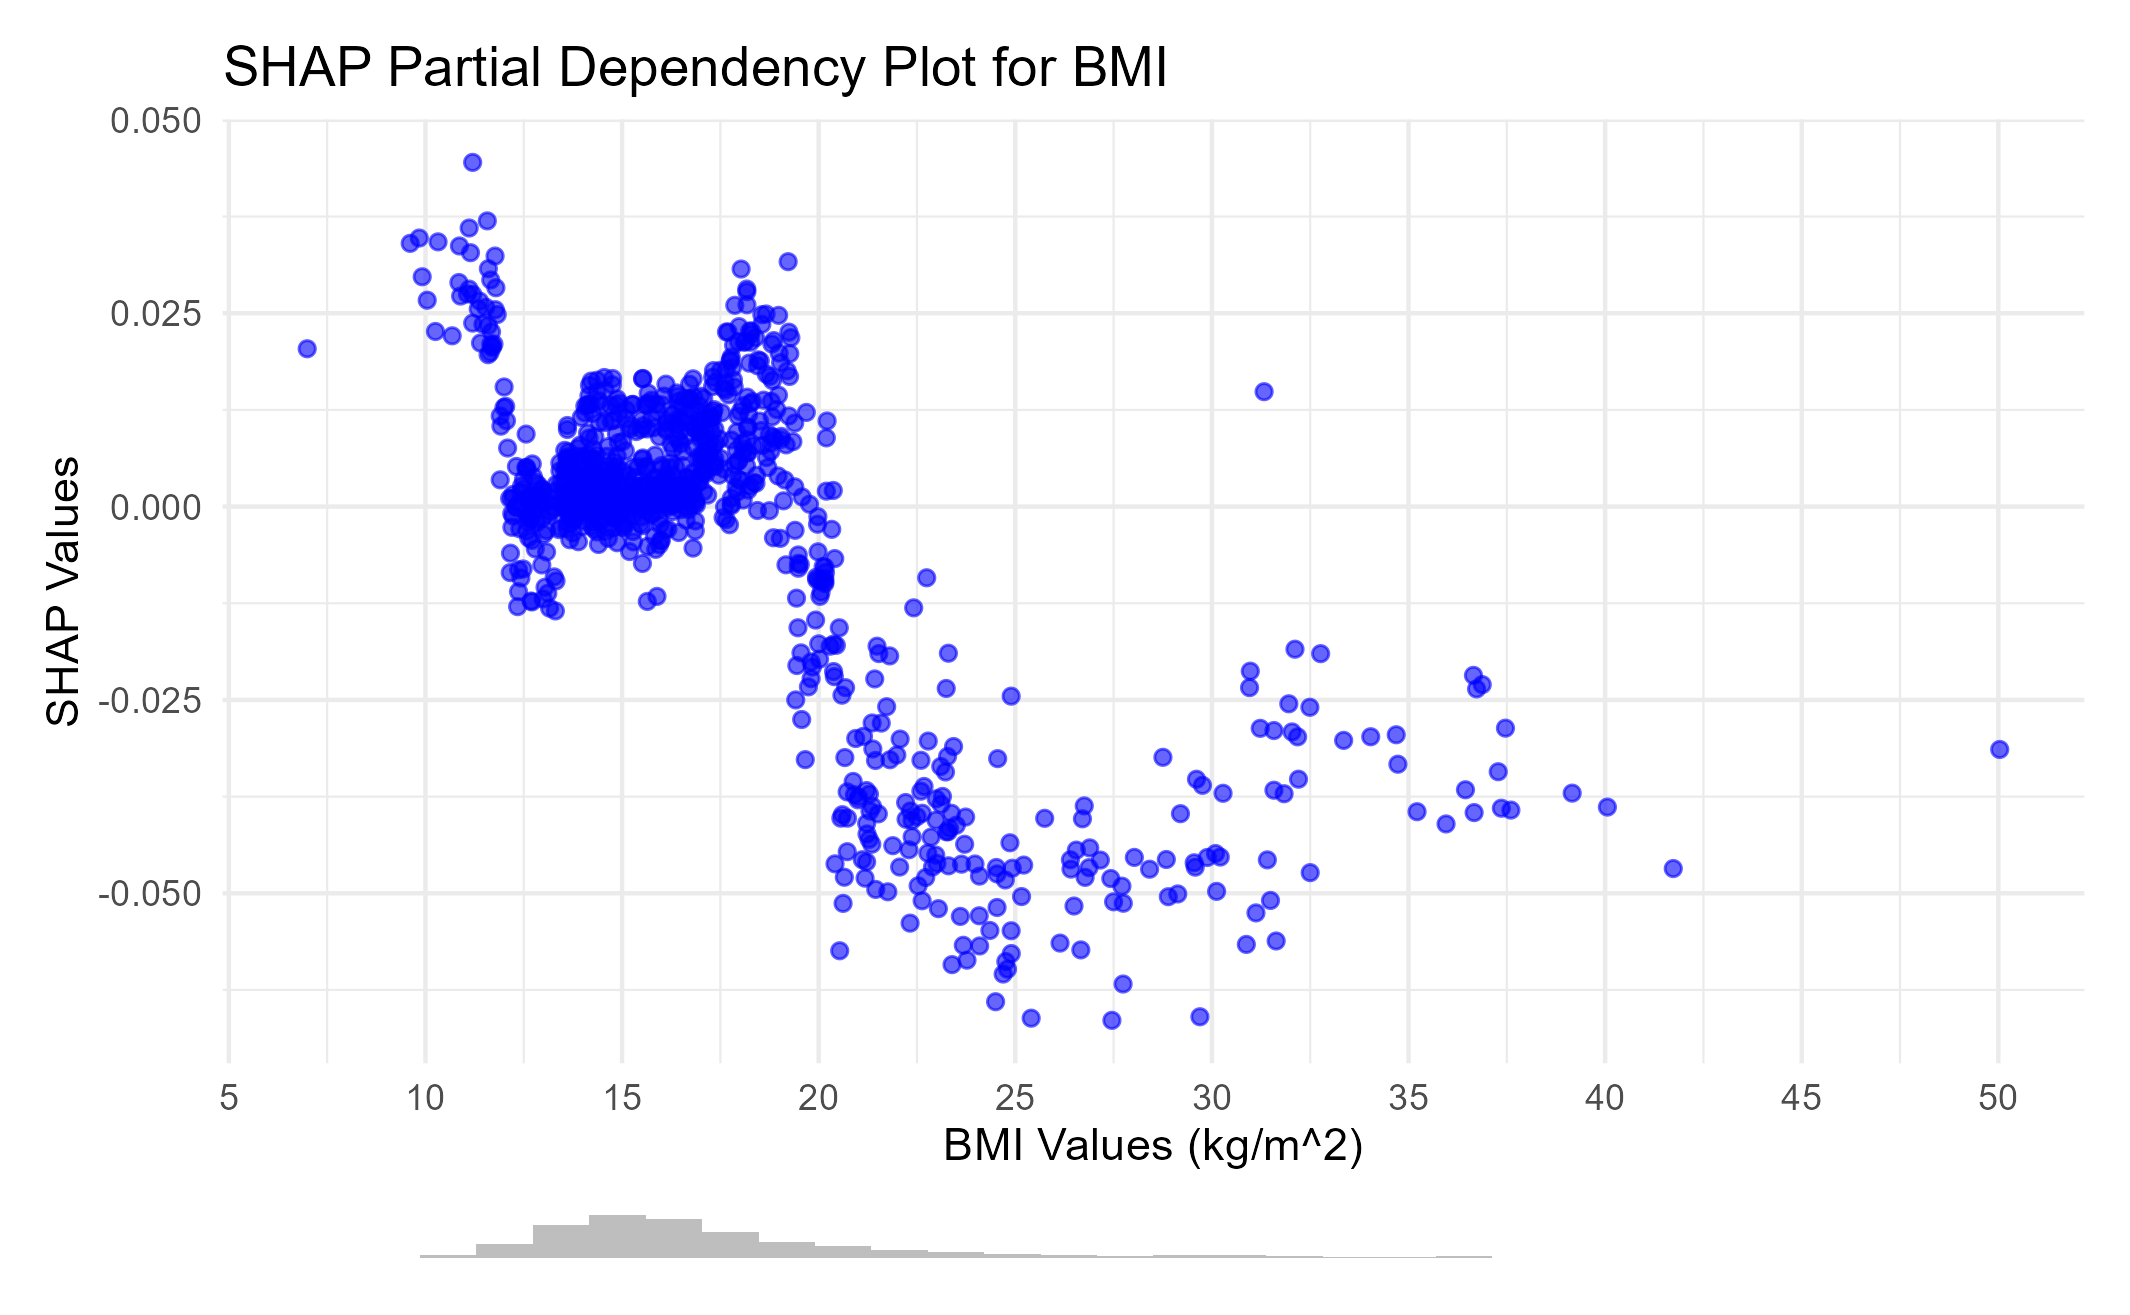 SHAP Partial Dependency Plot for BMI
0.050
0.025
0.000
-0.025
-0.050
SHAP Values
5 10 15 20 25 30 35 40 45 50
BMI Values (kg/m^2)